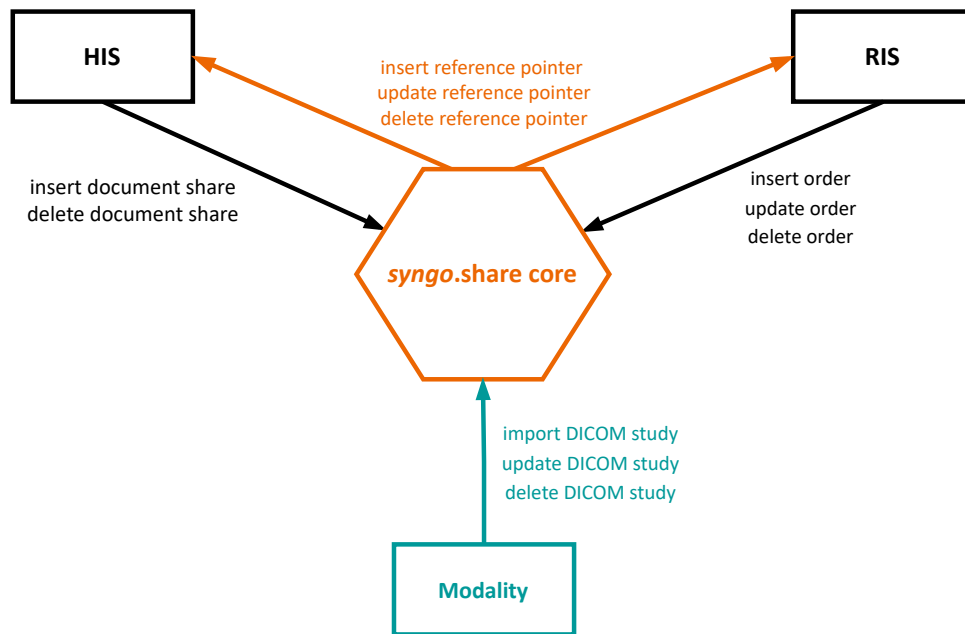 HIS
RIS
insert reference pointer
update reference pointer
delete reference pointer
insert document share
delete document share
insert order
update order
delete order
syngo.share core
import DICOM study
update DICOM study
delete DICOM study
Modality